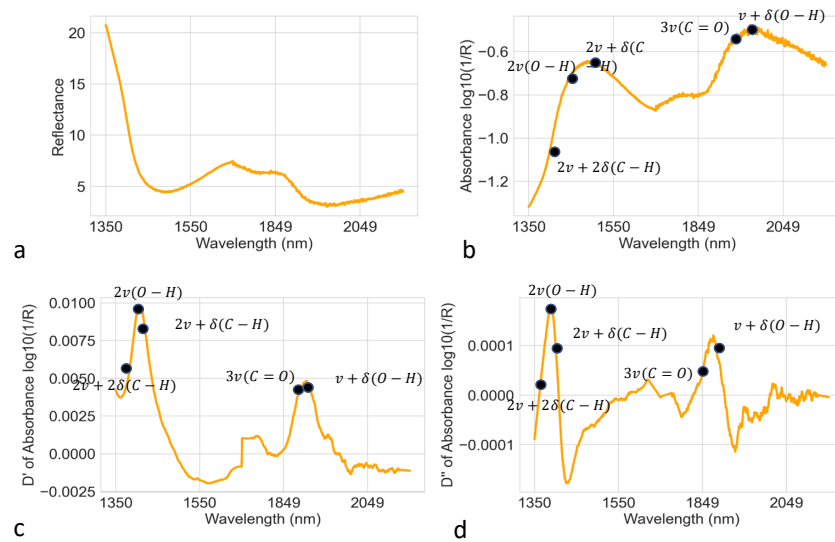 20
15
10
5
Reflectance
1350
1550
1849
2049
Wavelength (nm)
a
v + δ(O − H)
3v(C = O)
2v + δ(C
2v(O − H) − H)
2v + 2δ(C − H)
−0.6
−0.8
−1.0
−1.2
Absorbance log10(1/R)
1350
1550
1849
2049
Wavelength (nm)
b
2v(O − H)
2v + δ(C − H)
3v(C = O)
v + δ(O − H)
2v + 2δ(C − H)
0.0100
0.0075
0.0050
0.0025
0.0000
−0.0025
D' of Absorbance log10(1/R)
1350
1550
1849
2049
Wavelength (nm)
c
2v(O − H)
2v + δ(C − H)
v + δ(O − H)
3v(C = O)
2v + 2δ(C − H)
0.0001
0.0000
−0.0001
D" of Absorbance log10(1/R)
1350
1550
1849
2049
Wavelength (nm)
d